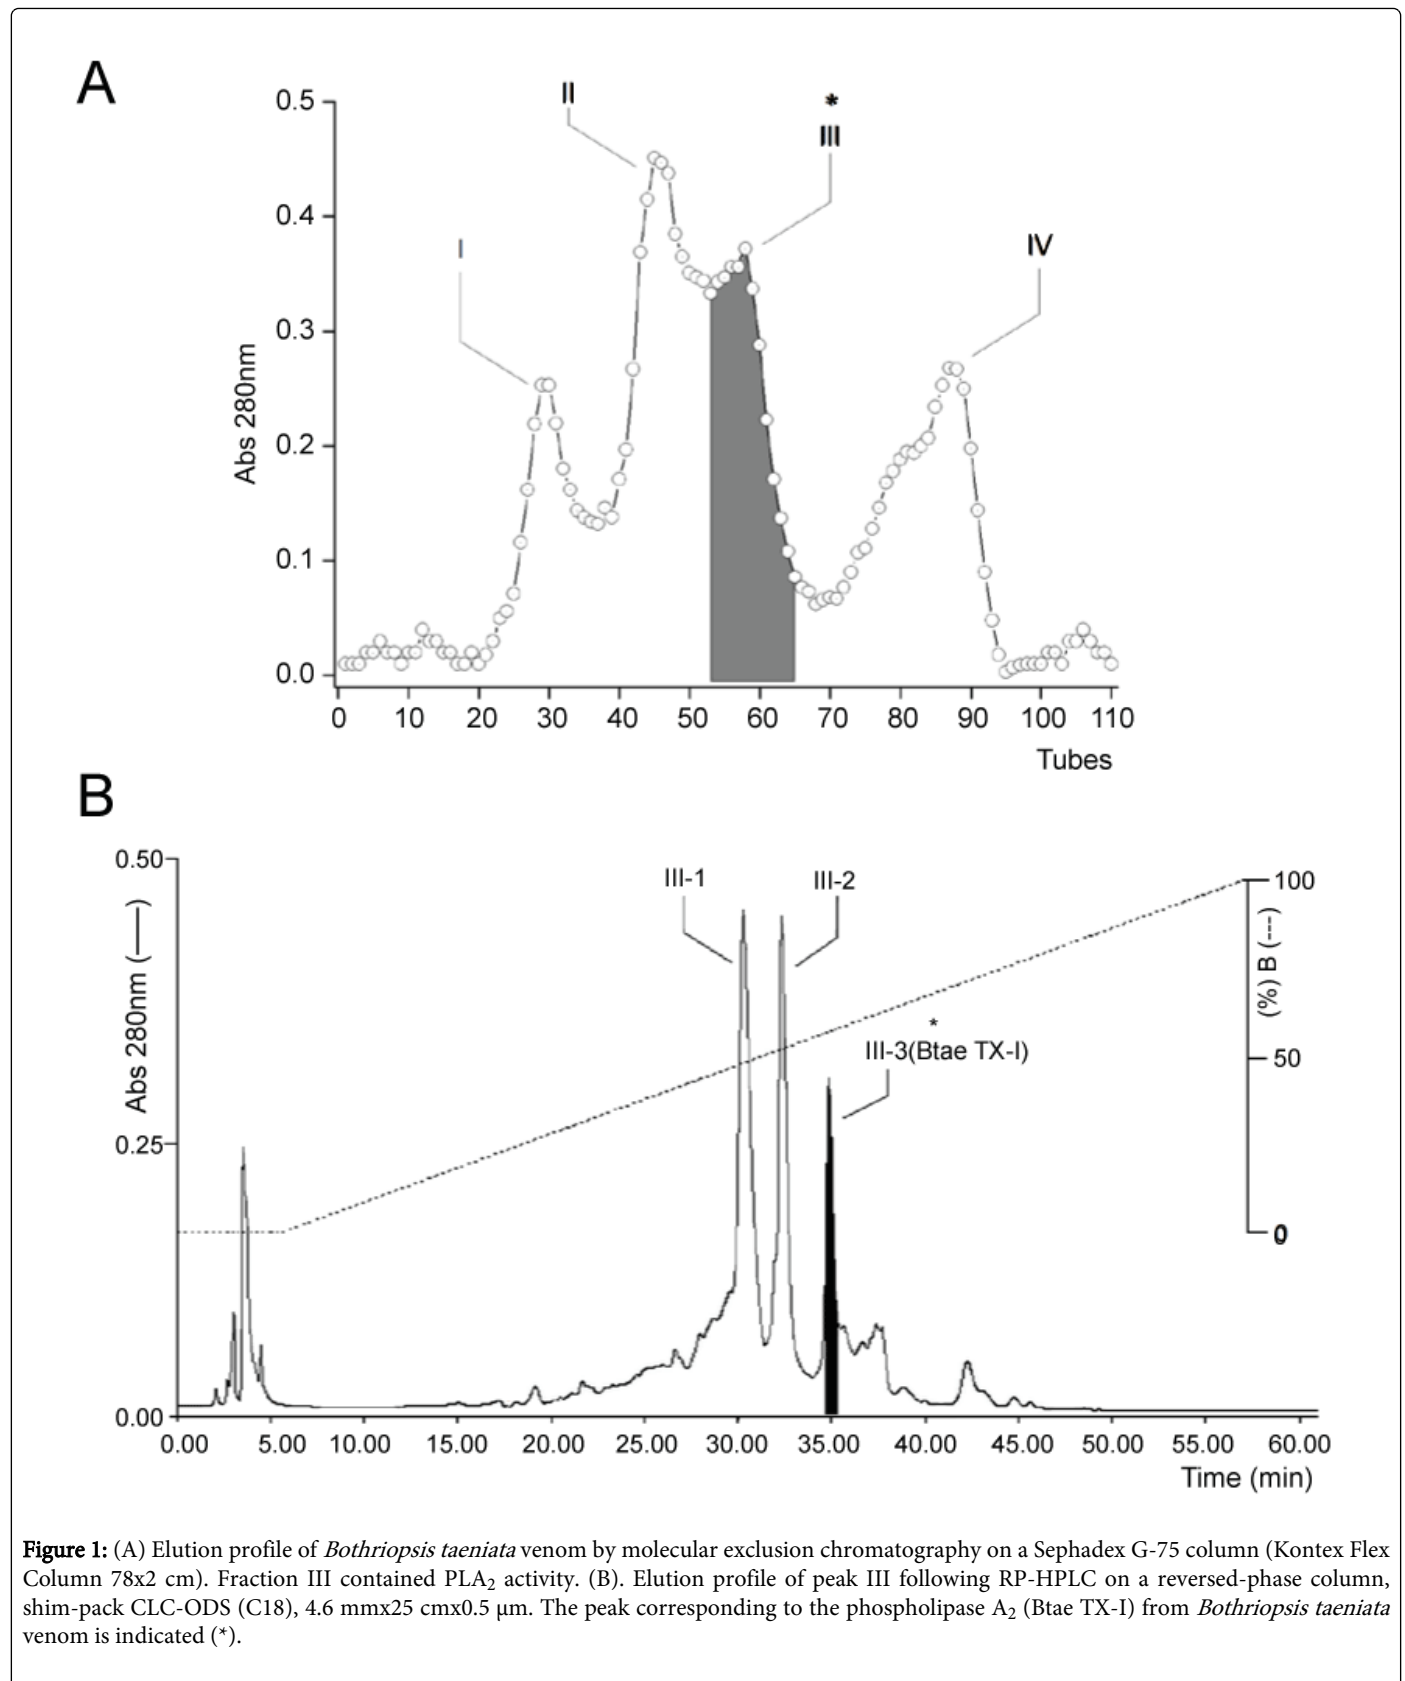 A
II
*
III
I
IV
0.5
0.4
0.3
0.2
0.1
0.0
Abs 280nm
0 10 20 30 40 50 60 70 80 90 100 110
Tubes
B
III-1
III-2
*
III-3(Btae TX-I)
0.50
0.25
0.00
Abs 280nm (——)
100
50
0
(%) B (---)
0.00 5.00 10.00 15.00 20.00 25.00 30.00 35.00 40.00 45.00 50.00 55.00 60.00
Time (min)
Figure 1: (A) Elution profile of Bothriopsis taeniata venom by molecular exclusion chromatography on a Sephadex G-75 column (Kontex Flex
Column 78x2 cm). Fraction III contained PLA₂ activity. (B). Elution profile of peak III following RP-HPLC on a reversed-phase column,
shim-pack CLC-ODS (C18), 4.6 mmx25 cmx0.5 μm. The peak corresponding to the phospholipase A₂ (Btae TX-I) from Bothriopsis taeniata
venom is indicated (*).